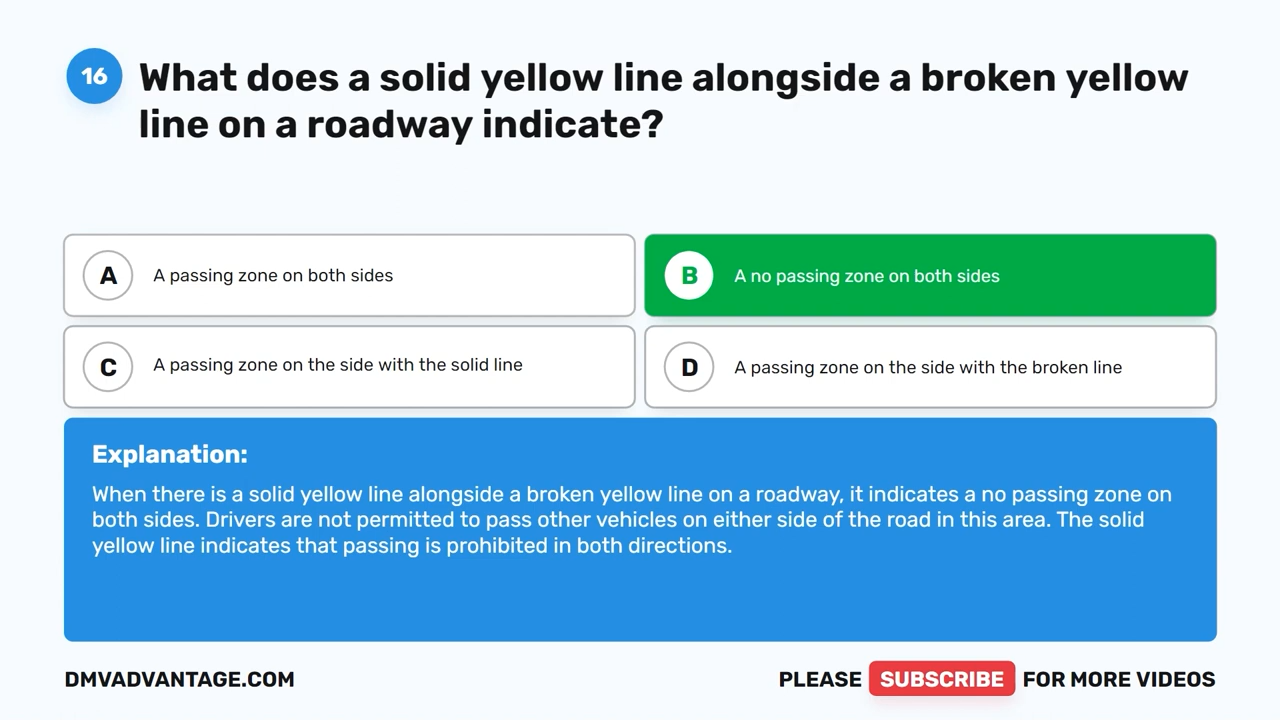 16
What does a solid yellow line alongside a broken yellow
line on a roadway indicate?
A
A passing zone on both sides
B
A no passing zone on both sides
C
A passing zone on the side with the solid line
D
A passing zone on the side with the broken line
Explanation:
When there is a solid yellow line alongside a broken yellow line on a roadway, it indicates a no passing zone on
both sides. Drivers are not permitted to pass other vehicles on either side of the road in this area. The solid
yellow line indicates that passing is prohibited in both directions.
DMVADVANTAGE.COM
PLEASE SUBSCRIBE FOR MORE VIDEOS